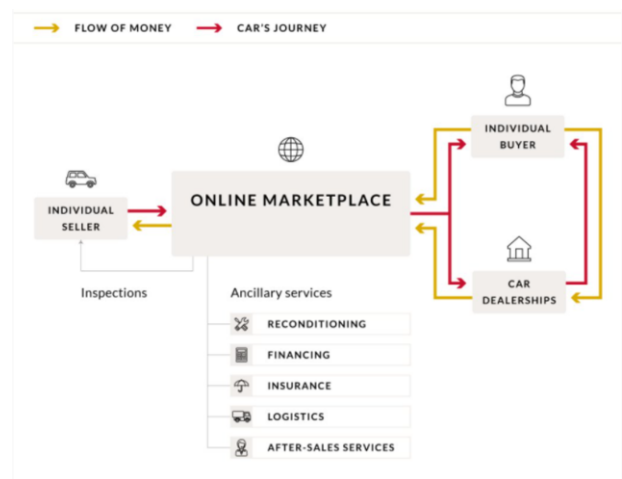 FLOW OF MONEY
CAR'S JOURNEY
INDIVIDUAL
BUYER
ONLINE MARKETPLACE
INDIVIDUAL
SELLER
CAR
DEALERSHIPS
Inspections
Ancillary services
RECONDITIONING
FINANCING
INSURANCE
LOGISTICS
AFTER-SALES SERVICES